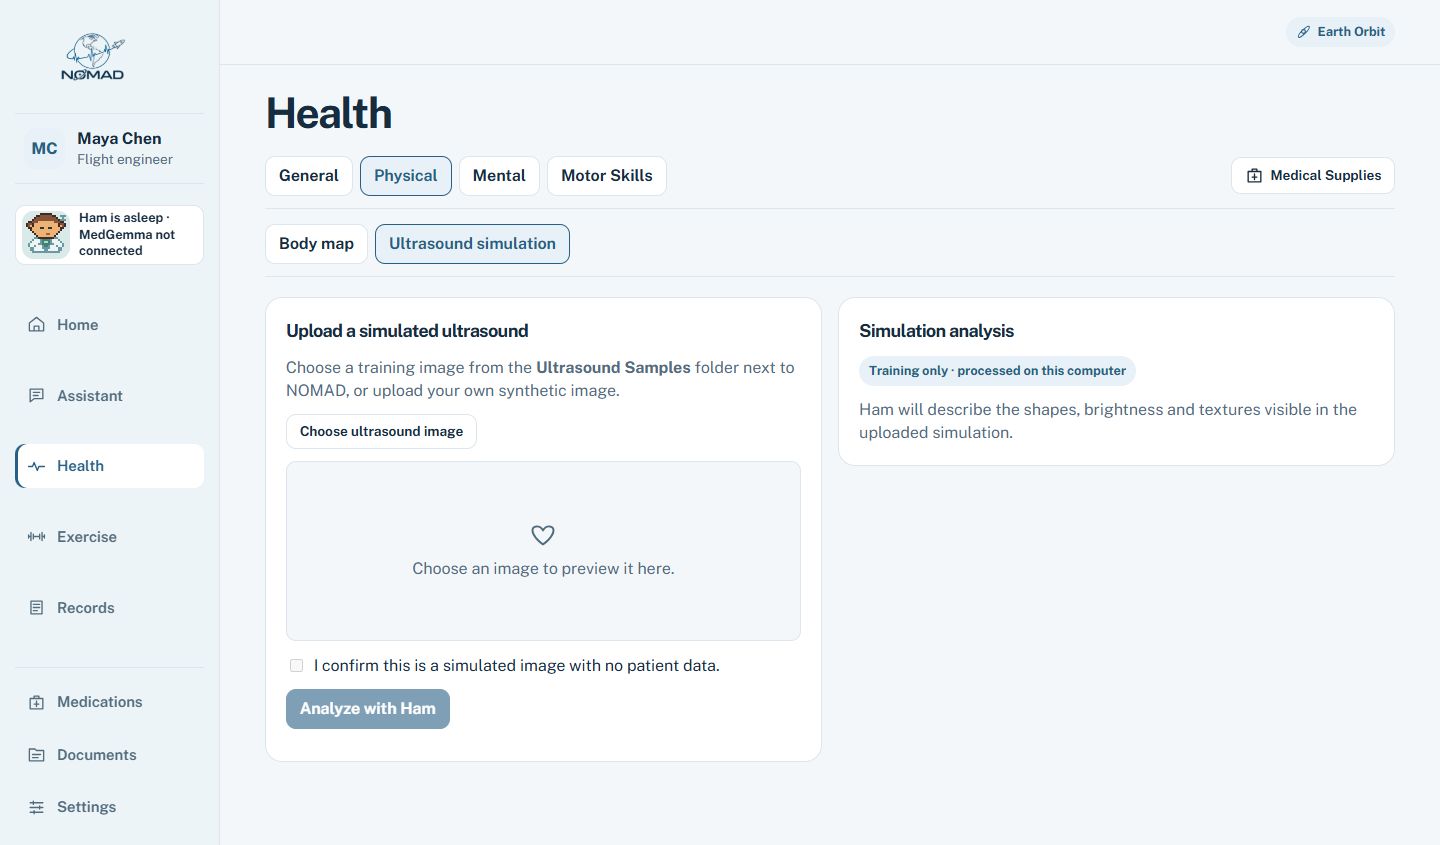 NOMAD
MC
Maya Chen
Flight engineer
Ham is asleep ·
MedGemma not
connected
Home
Assistant
Health
Exercise
Records
Medications
Documents
Settings
Earth Orbit
Health
General
Physical
Mental
Motor Skills
Medical Supplies
Body map
Ultrasound simulation
Upload a simulated ultrasound
Choose a training image from the Ultrasound Samples folder next to
NOMAD, or upload your own synthetic image.
Choose ultrasound image
Choose an image to preview it here.
I confirm this is a simulated image with no patient data.
Analyze with Ham
Simulation analysis
Training only · processed on this computer
Ham will describe the shapes, brightness and textures visible in the
uploaded simulation.